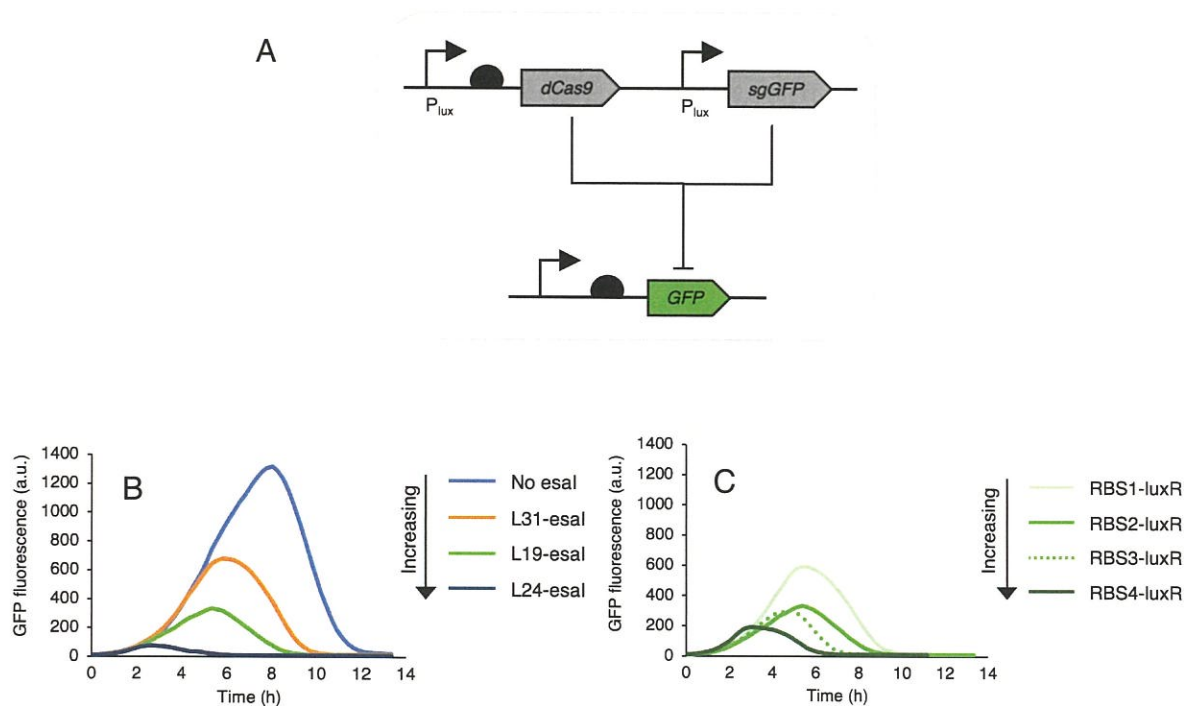 A
dCas9
sgGFP
Plux
Plux
GFP
B
GFP fluorescence (a.u.)
1400
1200
1000
800
600
400
200
0
0 2 4 6 8 10 12 14
Time (h)
Increasing
No esal
L31-esal
L19-esal
L24-esal
C
GFP fluorescence (a.u.)
1400
1200
1000
800
600
400
200
0
0 2 4 6 8 10 12 14
Time (h)
Increasing
RBS1-luxR
RBS2-luxR
RBS3-luxR
RBS4-luxR